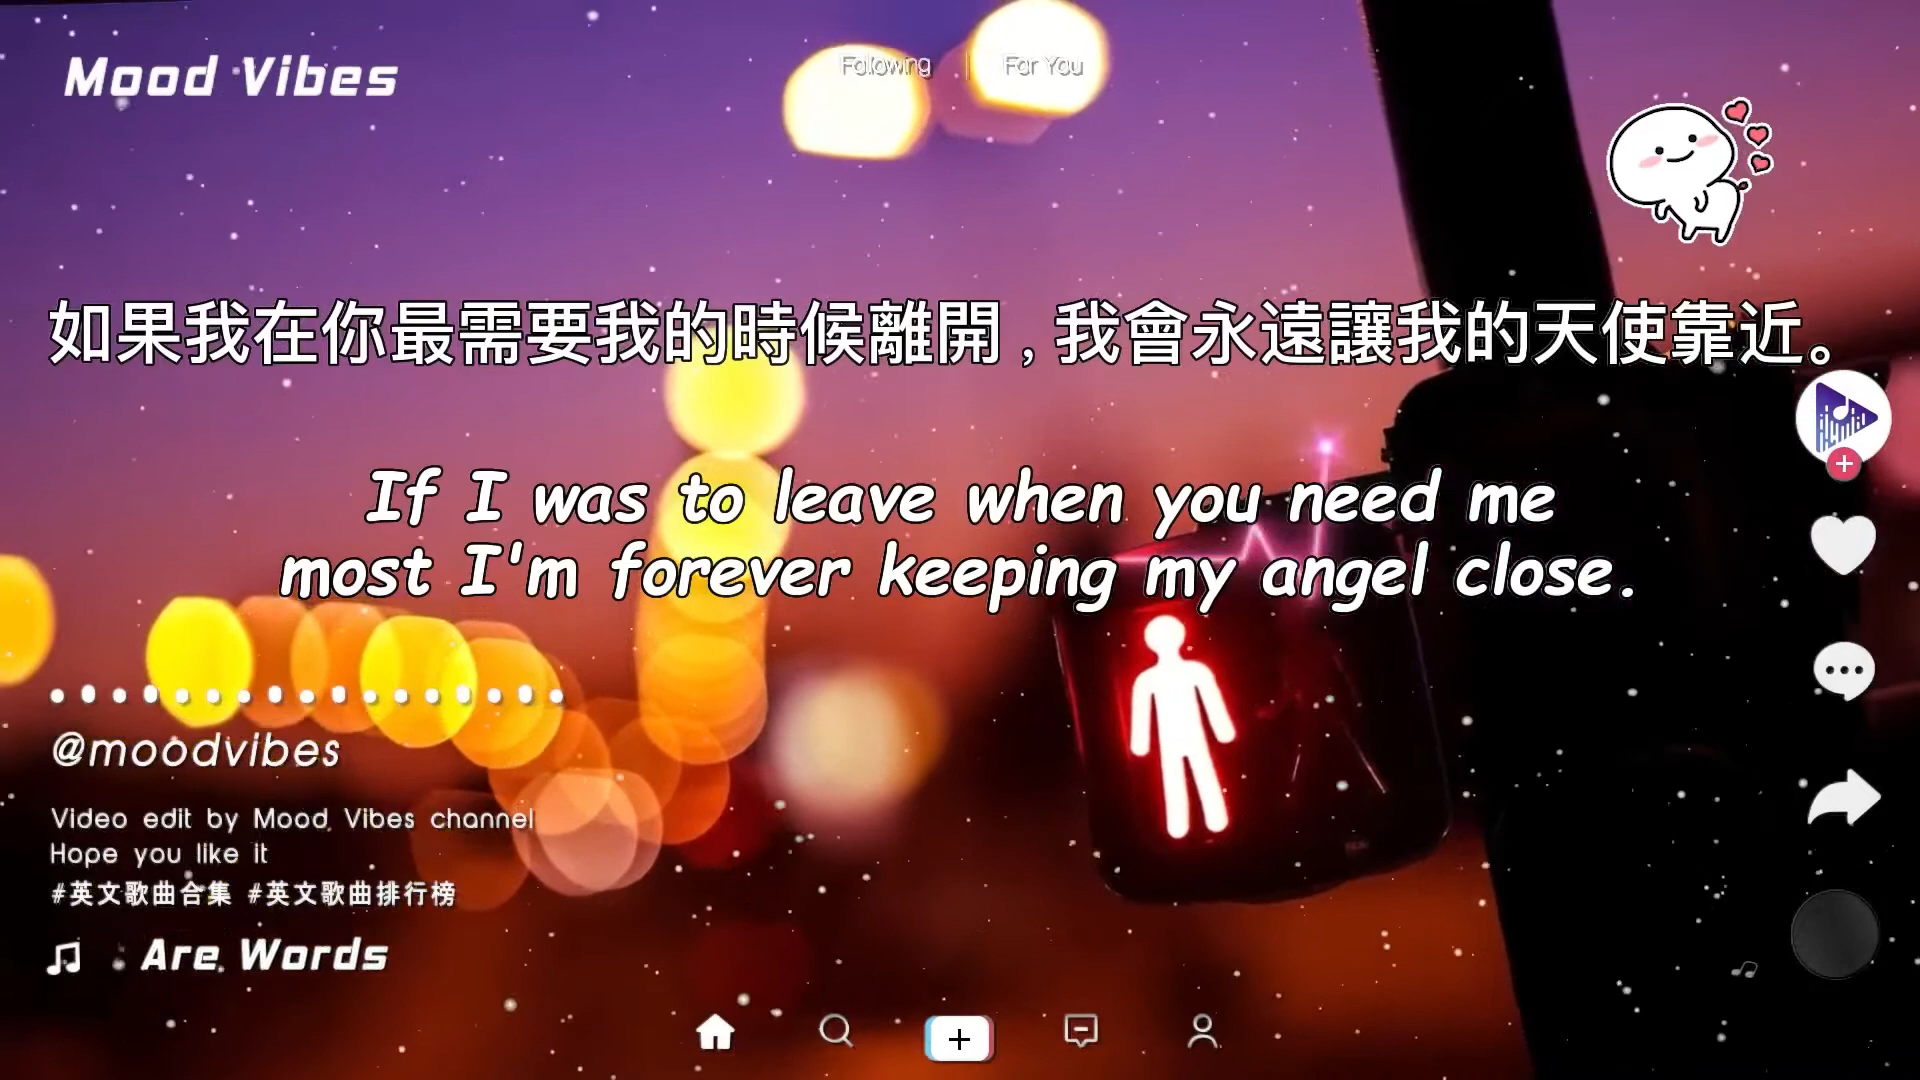 Mood Vibes
Following | For You
如果我在你最需要我的時候離開，我會永遠讓我的天使靠近。
If I was to leave when you need me
most I'm forever keeping my angel close.
@moodvibes
Video edit by Mood Vibes channel
Hope you like it
#英文歌曲合集 #英文歌曲排行榜
Are Words